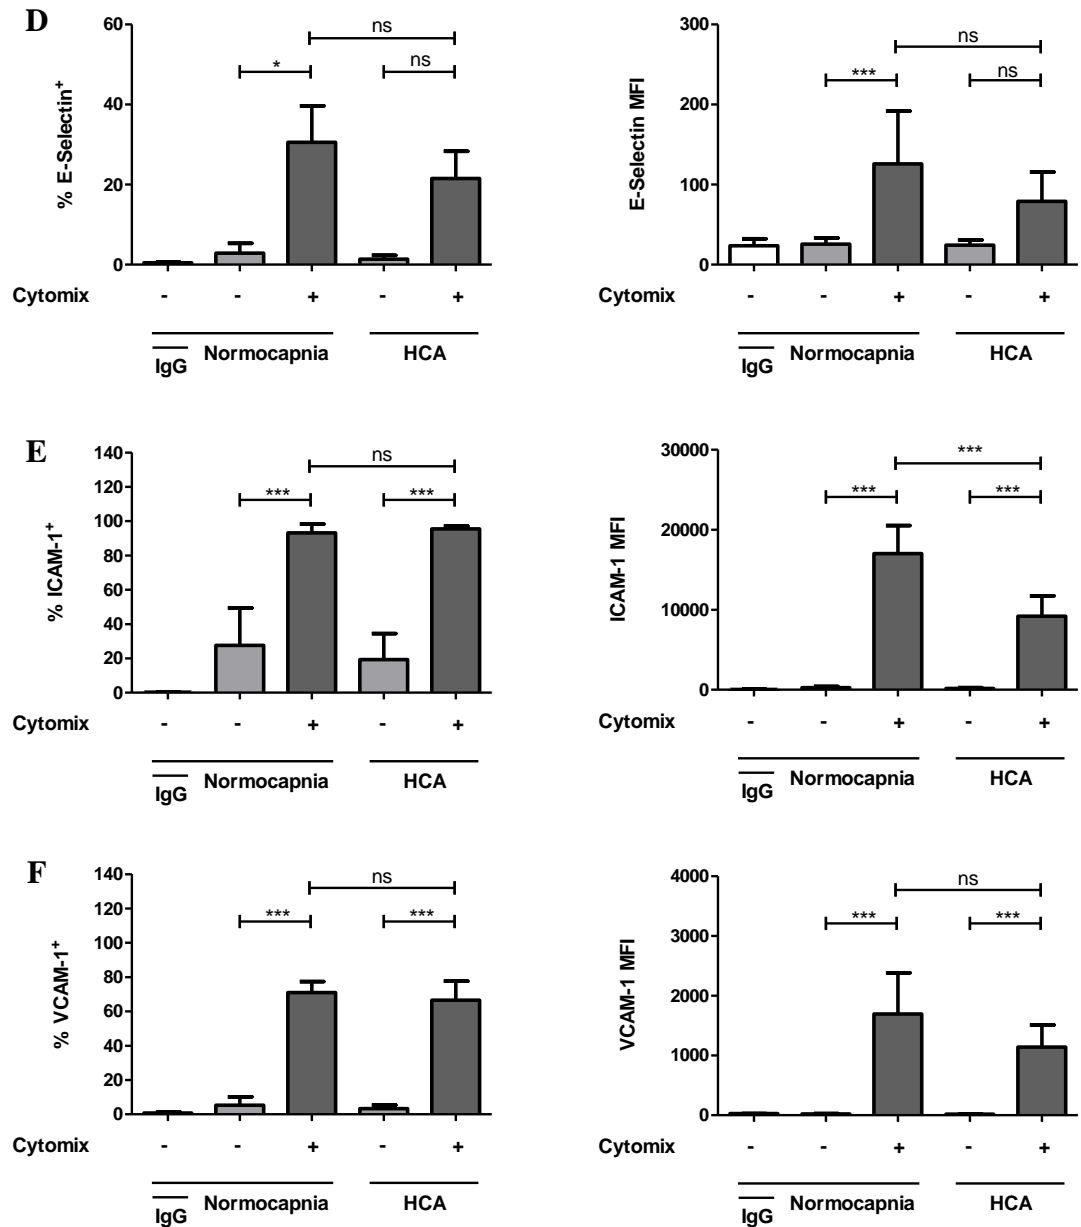 D
% E-Selectin+
60
40
20
0
ns
* ns
Cytomix - - + - +
Normocapnia HCA
IgG
E-Selectin MFI
300
200
100
0
ns
*** ns
- - + - +
Cytomix
Normocapnia HCA
IgG
E
% ICAM-1+
140
120
100
80
60
40
20
0
ns
*** ***
Cytomix - - + - +
Normocapnia HCA
IgG
ICAM-1 MFI
30000
20000
10000
0
***
*** ***
Cytomix - - + - +
Normocapnia HCA
IgG
F
% VCAM-1+
140
120
100
80
60
40
20
0
ns
*** ***
Cytomix - - + - +
Normocapnia HCA
IgG
VCAM-1 MFI
4000
3000
2000
1000
0
ns
*** ***
Cytomix - - + - +
Normocapnia HCA
IgG